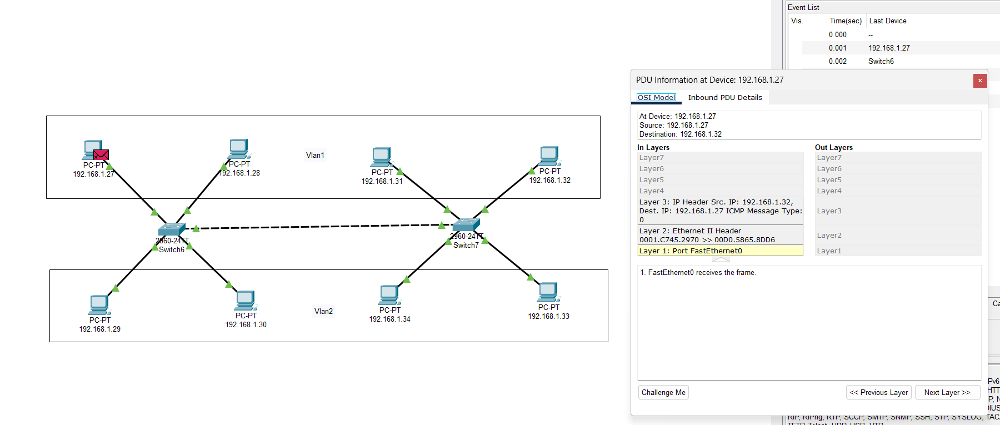 Event List
Vis.
Time(sec)
Last Device
0.000
--
0.001
192.168.1.27
0.002
Switch6
PDU Information at Device: 192.168.1.27
OSI Model
Inbound PDU Details
At Device: 192.168.1.27
Source: 192.168.1.27
Destination: 192.168.1.32
In Layers
Layer7
Layer6
Layer5
Layer4
Layer 3: IP Header Src. IP: 192.168.1.32,
Dest. IP: 192.168.1.27 ICMP Message Type:
0
Layer 2: Ethernet II Header
0001.C745.2970 >> 00D0.5865.8DD6
Layer 1: Port FastEthernet0
Out Layers
Layer7
Layer6
Layer5
Layer4
Layer3
Layer2
Layer1
1. FastEthernet0 receives the frame.
Challenge Me
<< Previous Layer
Next Layer >>
PC-PT
192.168.1.27
PC-PT
192.168.1.28
Vlan1
PC-PT
192.168.1.31
PC-PT
192.168.1.32
2960-24TT
Switch6
2960-24TT
Switch7
PC-PT
192.168.1.29
PC-PT
192.168.1.30
Vlan2
PC-PT
192.168.1.34
PC-PT
192.168.1.33
RIP, RIPng, RTP, SCCP, SMTP, SNMP, SSH, STP, SYSLOG, TAC